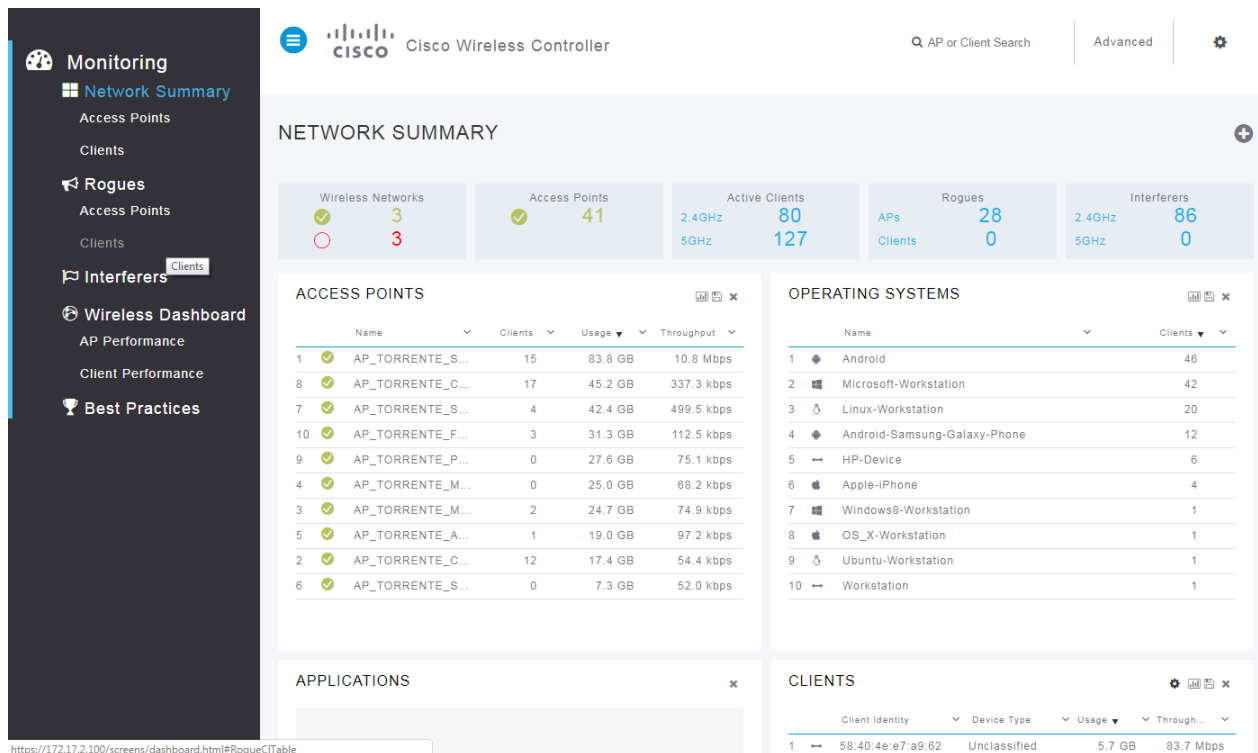 Monitoring
Network Summary
Access Points
Clients
Rogues
Access Points
Clients
Clients
Interferers
Wireless Dashboard
AP Performance
Client Performance
Best Practices
CISCO Cisco Wireless Controller
AP or Client Search
Advanced
NETWORK SUMMARY
Wireless Networks
3
3
Access Points
41
Active Clients
2.4GHz 80
5GHz 127
Rogues
APs 28
Clients 0
Interferers
2.4GHz 86
5GHz 0
ACCESS POINTS
Name Clients Usage Throughput
1 AP_TORRENTE_S... 15 83.8 GB 10.8 Mbps
8 AP_TORRENTE_C... 17 45.2 GB 337.3 kbps
7 AP_TORRENTE_S... 4 42.4 GB 499.5 kbps
10 AP_TORRENTE_F... 3 31.3 GB 112.5 kbps
9 AP_TORRENTE_P... 0 27.6 GB 75.1 kbps
4 AP_TORRENTE_M... 0 25.0 GB 68.2 kbps
3 AP_TORRENTE_M... 2 24.7 GB 74.9 kbps
5 AP_TORRENTE_A... 1 19.0 GB 97.2 kbps
2 AP_TORRENTE_C... 12 17.4 GB 54.4 kbps
6 AP_TORRENTE_S... 0 7.3 GB 52.0 kbps
OPERATING SYSTEMS
Name Clients
1 Android 46
2 Microsoft-Workstation 42
3 Linux-Workstation 20
4 Android-Samsung-Galaxy-Phone 12
5 HP-Device 6
6 Apple-iPhone 4
7 Windows8-Workstation 1
8 OS_X-Workstation 1
9 Ubuntu-Workstation 1
10 Workstation 1
APPLICATIONS
CLIENTS
Client Identity Device Type Usage Through...
1 58:40:4e:e7:a9:62 Unclassified 5.7 GB 83.7 Mbps
https://172.17.2.100/screens/dashboard.html#RogueClTable